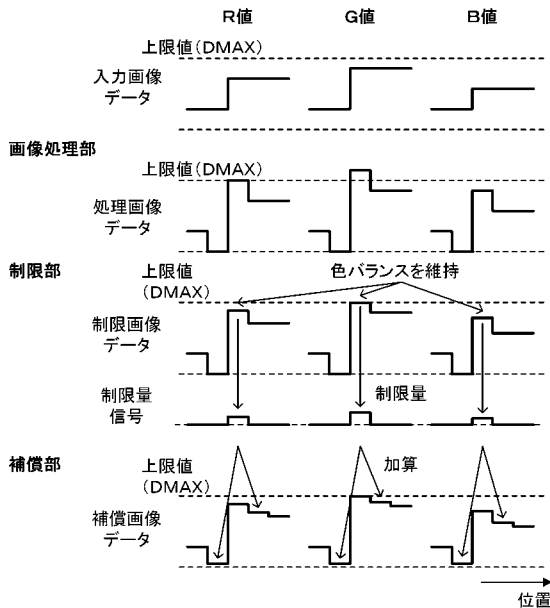 R値 G値 B値
上限値(DMAX)
入力画像
データ
画像処理部
上限値(DMAX)
処理画像
データ
制限部
上限値
(DMAX)
色バランスを維持
制限画像
データ
制限量
信号
制限量
補償部
上限値
(DMAX)
加算
補償画像
データ
位置